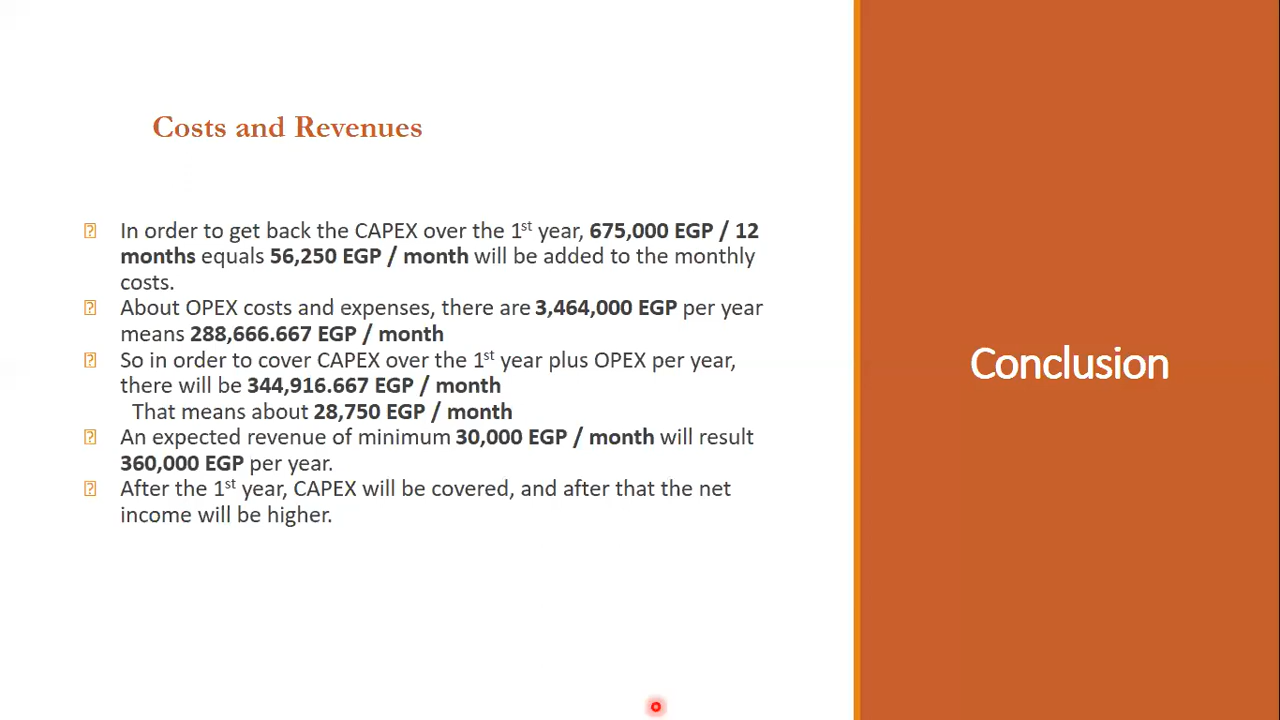 Costs and Revenues
In order to get back the CAPEX over the 1st year, 675,000 EGP / 12
months equals 56,250 EGP / month will be added to the monthly
costs.
About OPEX costs and expenses, there are 3,464,000 EGP per year
means 288,666.667 EGP / month
So in order to cover CAPEX over the 1st year plus OPEX per year,
there will be 344,916.667 EGP / month
That means about 28,750 EGP / month
An expected revenue of minimum 30,000 EGP / month will result
360,000 EGP per year.
After the 1st year, CAPEX will be covered, and after that the net
income will be higher.
Conclusion